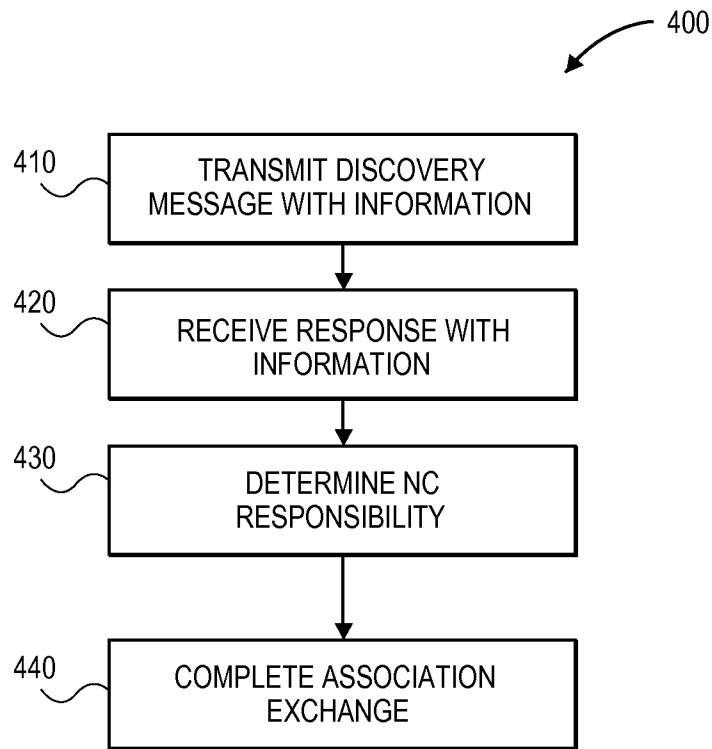 400
410
TRANSMIT DISCOVERY
MESSAGE WITH INFORMATION
420
RECEIVE RESPONSE WITH
INFORMATION
430
DETERMINE NC
RESPONSIBILITY
440
COMPLETE ASSOCIATION
EXCHANGE